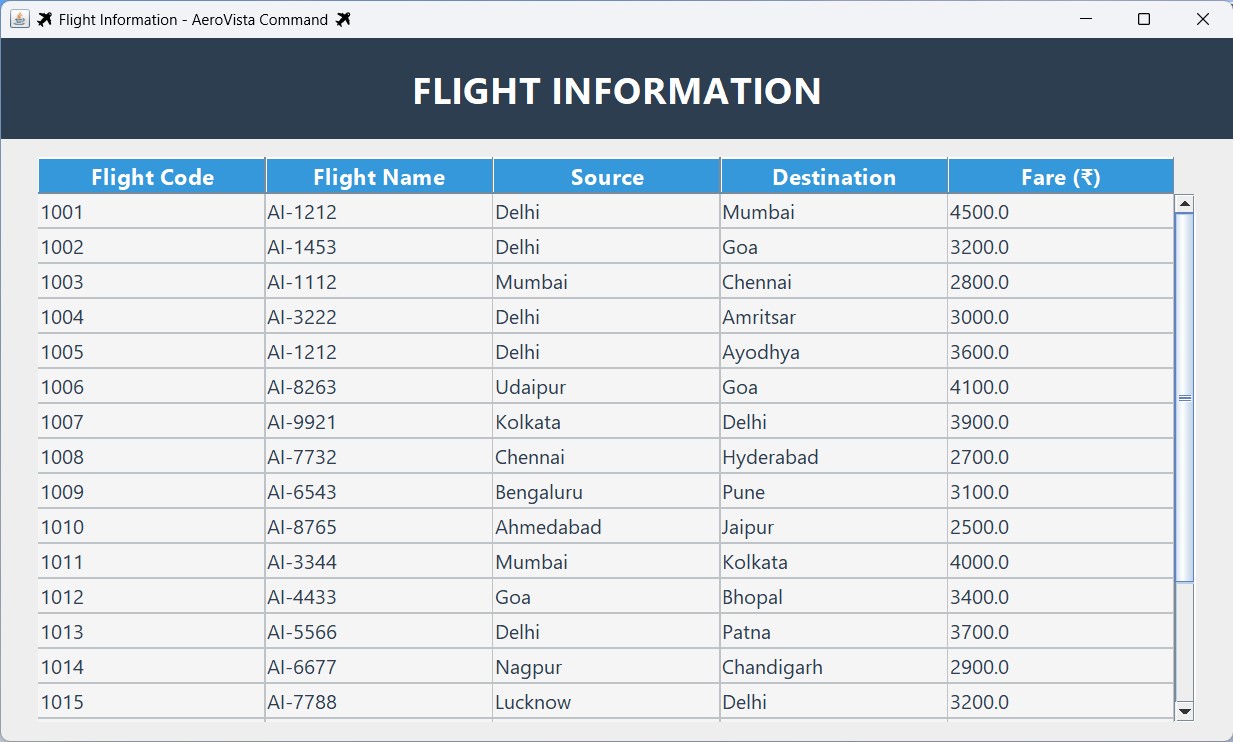 ✈ Flight Information - AeroVista Command ✈
FLIGHT INFORMATION
Flight Code Flight Name Source Destination Fare (₹)
1001 AI-1212 Delhi Mumbai 4500.0
1002 AI-1453 Delhi Goa 3200.0
1003 AI-1112 Mumbai Chennai 2800.0
1004 AI-3222 Delhi Amritsar 3000.0
1005 AI-1212 Delhi Ayodhya 3600.0
1006 AI-8263 Udaipur Goa 4100.0
1007 AI-9921 Kolkata Delhi 3900.0
1008 AI-7732 Chennai Hyderabad 2700.0
1009 AI-6543 Bengaluru Pune 3100.0
1010 AI-8765 Ahmedabad Jaipur 2500.0
1011 AI-3344 Mumbai Kolkata 4000.0
1012 AI-4433 Goa Bhopal 3400.0
1013 AI-5566 Delhi Patna 3700.0
1014 AI-6677 Nagpur Chandigarh 2900.0
1015 AI-7788 Lucknow Delhi 3200.0